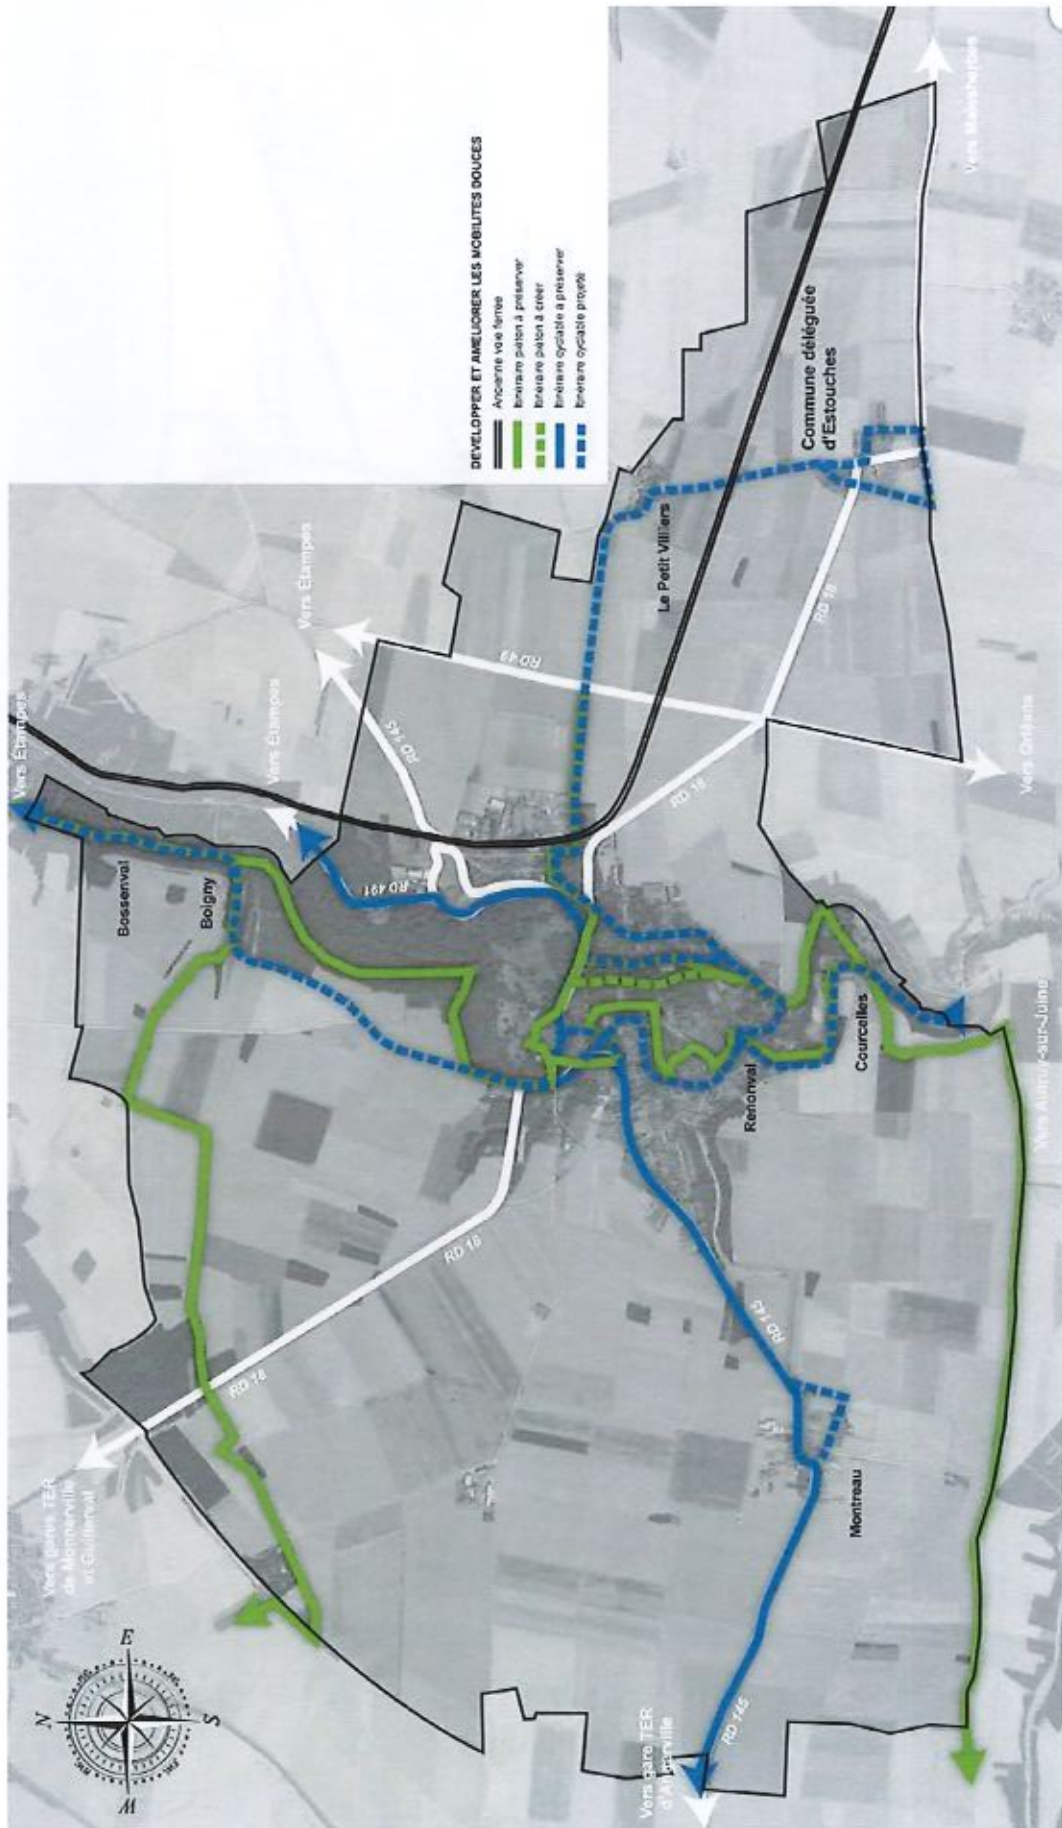 DEVELOPPER ET AMELIORER LES MOBILITES DOUCES
Ancienne voie ferrée
Itinéraire piéton à préserver
Itinéraire piéton à créer
Itinéraire cyclable à préserver
Itinéraire cyclable projeté
Vers Etampes
Vers Etampes
Vers Etampes
Bossenval
Boigny
RD 145
RD 491
RD 49
RD 18
RD 18
Le Petit Villiers
Commune déléguée
d'Estouches
Vers Malesherbes
Vers Orléans
Courcelles
Renonval
Vers Autruy-sur-Juine
RD 18
RD 18
RD 145
Montreau
RD 145
Vers gare TER
de Monnerville
et Guillerval
Vers gare TER
d'Angerville
N
E
S
W